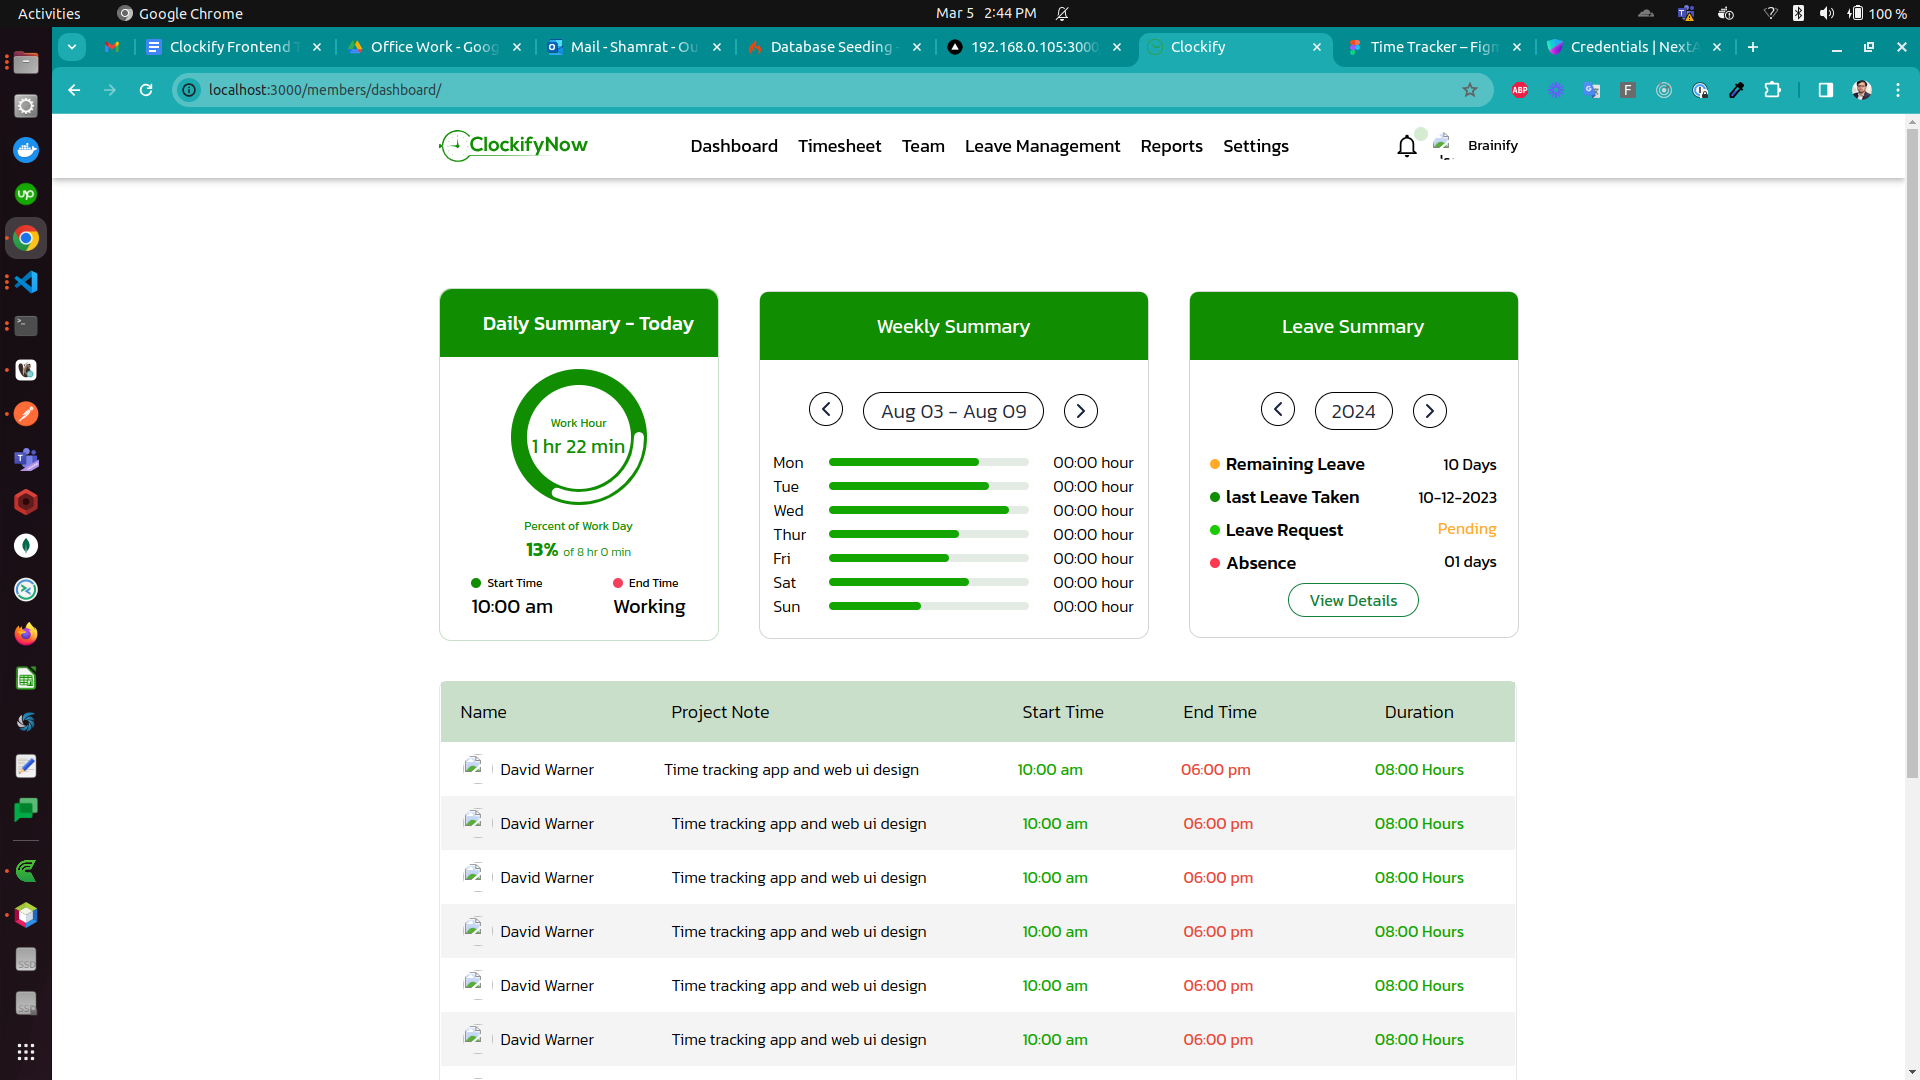 Activities
Google Chrome
Mar 5 2:44 PM
100 %
Clockify Frontend T
Office Work - Goog
Mail - Shamrat - Ou
Database Seeding -
192.168.0.105:3000
Clockify
Time Tracker – Figm
Credentials | NextA
localhost:3000/members/dashboard/
ABP
F
up
ClockifyNow
Dashboard
Timesheet
Team
Leave Management
Reports
Settings
Brainify
Daily Summary - Today
Work Hour
1 hr 22 min
Percent of Work Day
13% of 8 hr 0 min
Start Time
End Time
10:00 am
Working
Weekly Summary
Aug 03 - Aug 09
Mon 00:00 hour
Tue 00:00 hour
Wed 00:00 hour
Thur 00:00 hour
Fri 00:00 hour
Sat 00:00 hour
Sun 00:00 hour
Leave Summary
2024
Remaining Leave 10 Days
last Leave Taken 10-12-2023
Leave Request Pending
Absence 01 days
View Details
Name Project Note Start Time End Time Duration
David Warner Time tracking app and web ui design 10:00 am 06:00 pm 08:00 Hours
David Warner Time tracking app and web ui design 10:00 am 06:00 pm 08:00 Hours
David Warner Time tracking app and web ui design 10:00 am 06:00 pm 08:00 Hours
David Warner Time tracking app and web ui design 10:00 am 06:00 pm 08:00 Hours
David Warner Time tracking app and web ui design 10:00 am 06:00 pm 08:00 Hours
David Warner Time tracking app and web ui design 10:00 am 06:00 pm 08:00 Hours
SSD
SSD